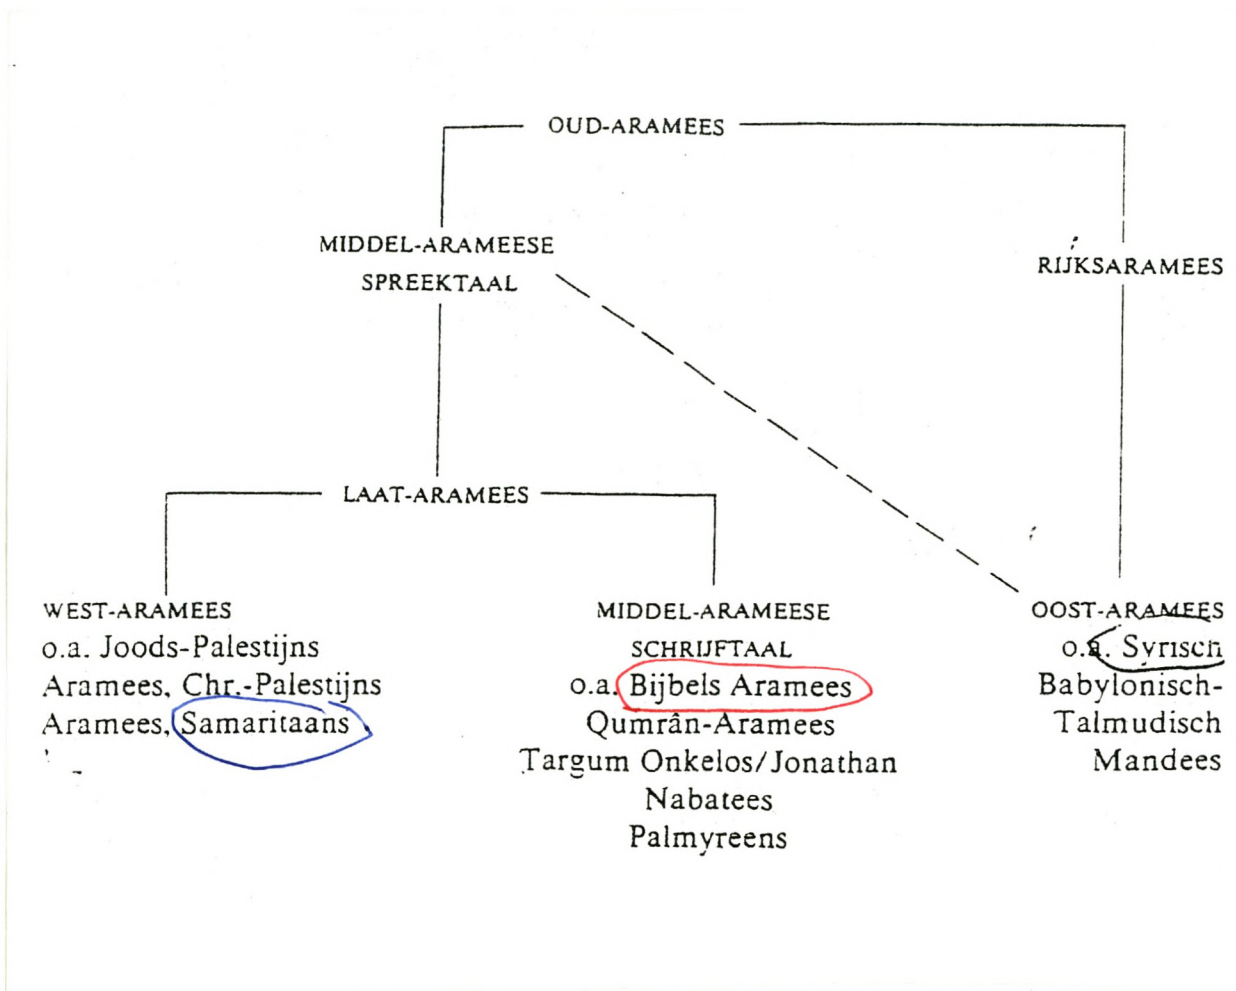 OUD-ARAMEES
MIDDEL-ARAMEESE
SPREEKTAAL
RIJKSARAMEES
LAAT-ARAMEES
WEST-ARAMEES
o.a. Joods-Palestijns
Aramees, Chr.-Palestijns
Aramees, Samaritaans
MIDDEL-ARAMEESE
SCHRIJFTAAL
o.a. Bijbels Aramees
Qumrân-Aramees
Targum Onkelos/Jonathan
Nabatees
Palmyreens
OOST-ARAMEES
o.a. Syrisch
Babylonisch-
Talmudisch
Mandees